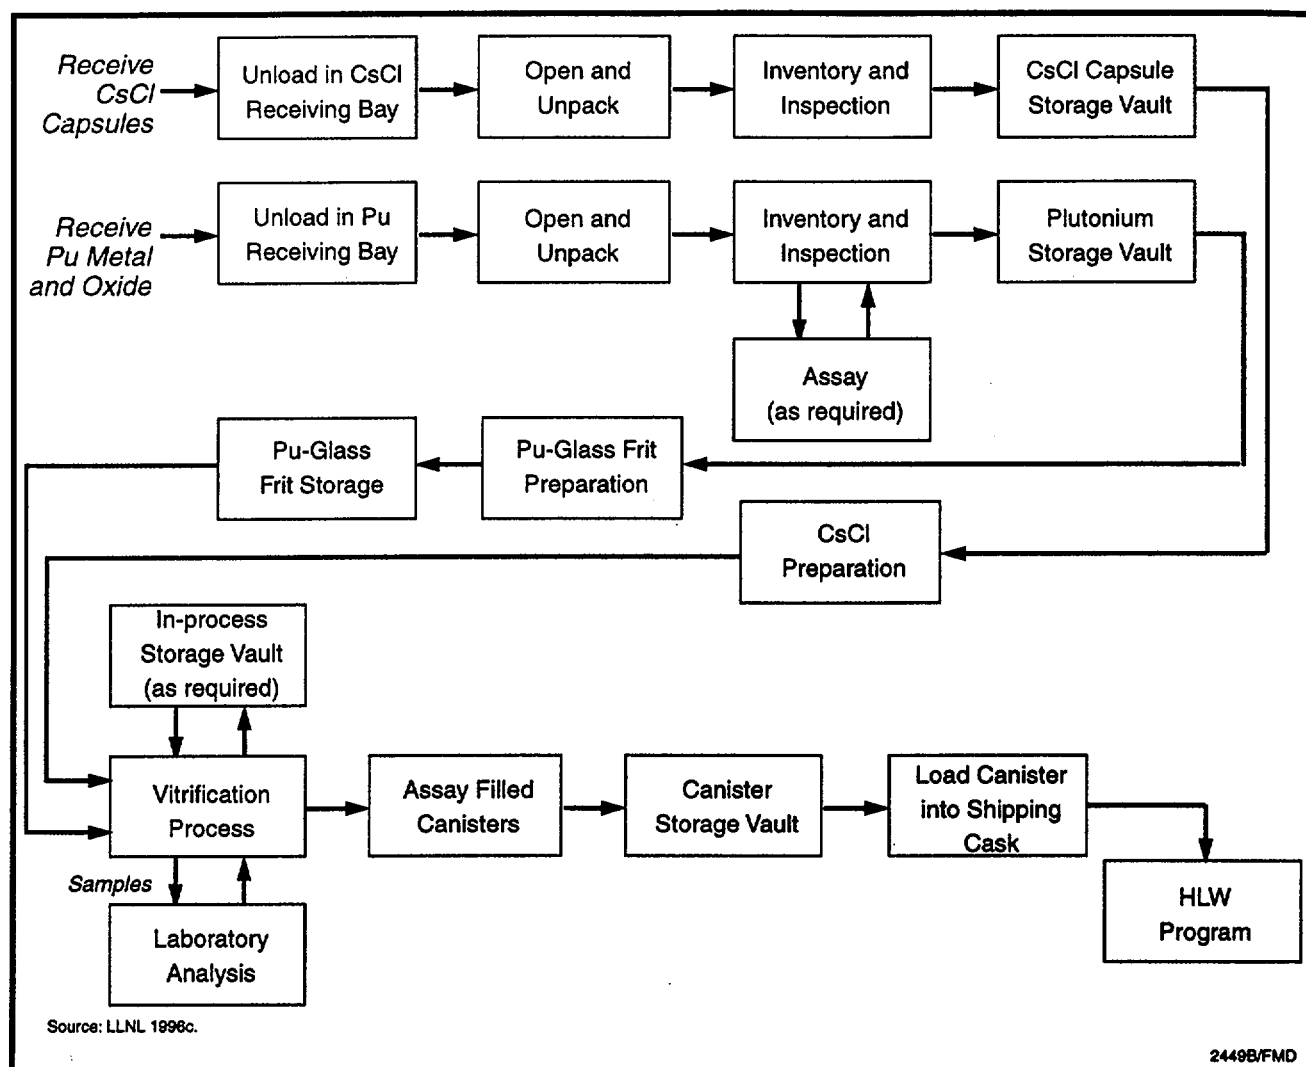 Receive
CsCl
Capsules
Unload in CsCl
Receiving Bay
Open and
Unpack
Inventory and
Inspection
CsCl Capsule
Storage Vault
Receive
Pu Metal
and Oxide
Unload in Pu
Receiving Bay
Open and
Unpack
Inventory and
Inspection
Plutonium
Storage Vault
Assay
(as required)
Pu-Glass
Frit Storage
Pu-Glass Frit
Preparation
CsCl
Preparation
In-process
Storage Vault
(as required)
Vitrification
Process
Assay Filled
Canisters
Canister
Storage Vault
Load Canister
into Shipping
Cask
HLW
Program
Samples
Laboratory
Analysis
Source: LLNL 1996c.
2449B/FMD